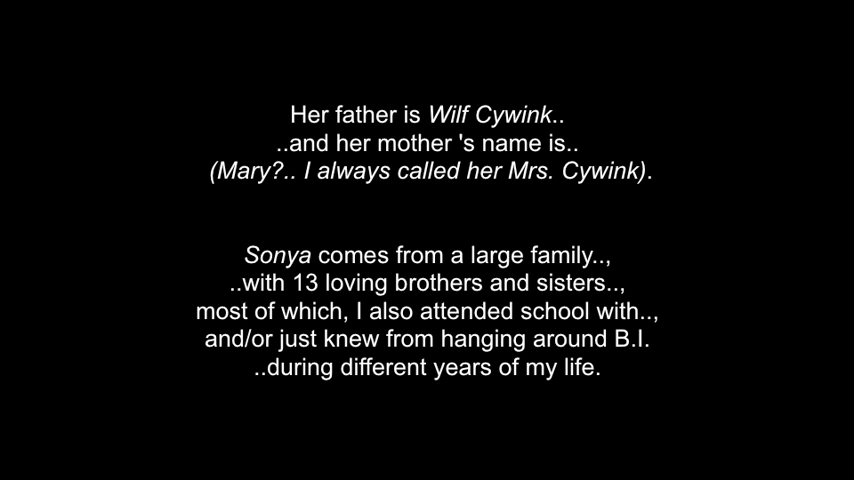 Her father is Wilf Cywink..
..and her mother 's name is..
(Mary?.. I always called her Mrs. Cywink).
Sonya comes from a large family..,
..with 13 loving brothers and sisters..,
most of which, I also attended school with..,
and/or just knew from hanging around B.I.
..during different years of my life.